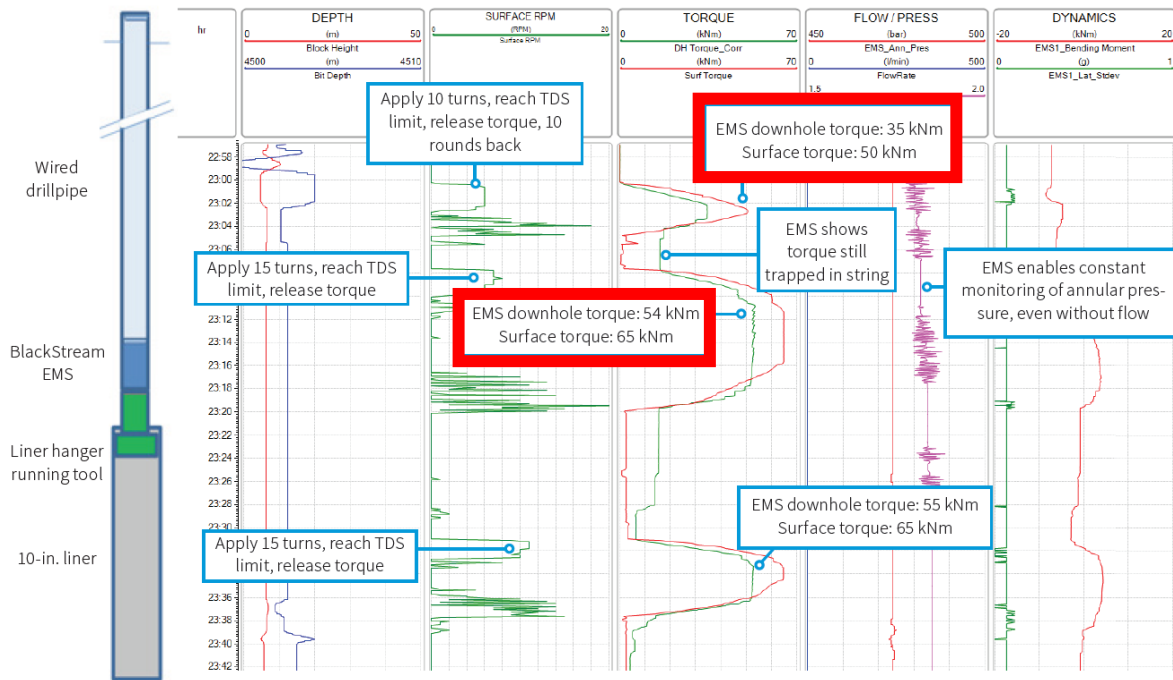 hr
DEPTH
0 (m) 50
Block Height
4500 (m) 4510
Bit Depth
SURFACE RPM
0 (RPM) 20
Surface RPM
TORQUE
0 (kNm) 70
DH Torque_Corr
0 (kNm) 70
Surf Torque
FLOW / PRESS
450 (bar) 500
EMS_Ann_Pres
0 (l/min) 500
FlowRate
1.5 2.0
DYNAMICS
-20 (kNm) 20
EMS1_Bending Moment
0 (g) 1
EMS1_Lat_Stdev
Wired
drillpipe
BlackStream
EMS
Liner hanger
running tool
10-in. liner
22:58
23:00
23:02
23:04
23:06
23:12
23:14
23:16
23:18
23:20
23:22
23:24
23:26
23:28
23:30
23:36
23:38
23:40
23:42
Apply 10 turns, reach TDS
limit, release torque, 10
rounds back
EMS downhole torque: 35 kNm
Surface torque: 50 kNm
EMS shows
torque still
trapped in string
Apply 15 turns, reach TDS
limit, release torque
EMS enables constant
monitoring of annular pres-
sure, even without flow
EMS downhole torque: 54 kNm
Surface torque: 65 kNm
EMS downhole torque: 55 kNm
Surface torque: 65 kNm
Apply 15 turns, reach TDS
limit, release torque